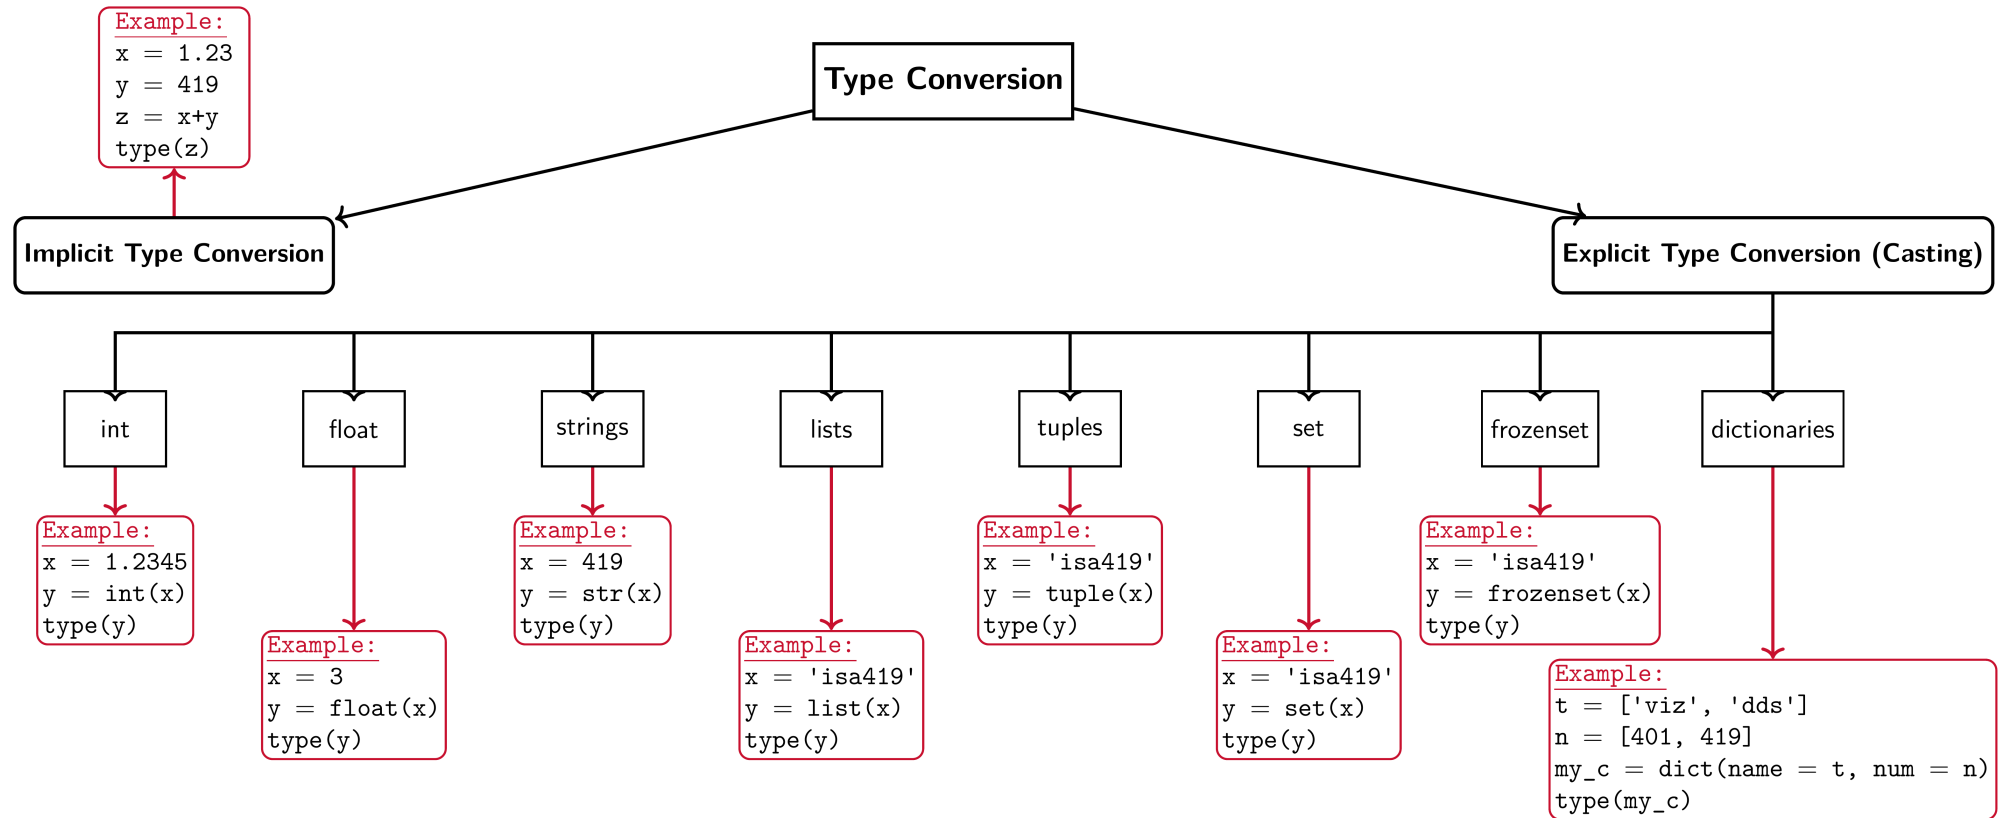 Example:
x = 1.23
y = 419
z = x+y
type(z)
Type Conversion
Implicit Type Conversion
Explicit Type Conversion (Casting)
int
float
strings
lists
tuples
set
frozenset
dictionaries
Example:
x = 1.2345
y = int(x)
type(y)
Example:
x = 3
y = float(x)
type(y)
Example:
x = 419
y = str(x)
type(y)
Example:
x = 'isa419'
y = list(x)
type(y)
Example:
x = 'isa419'
y = tuple(x)
type(y)
Example:
x = 'isa419'
y = set(x)
type(y)
Example:
x = 'isa419'
y = frozenset(x)
type(y)
Example:
t = ['viz', 'dds']
n = [401, 419]
my_c = dict(name = t, num = n)
type(my_c)